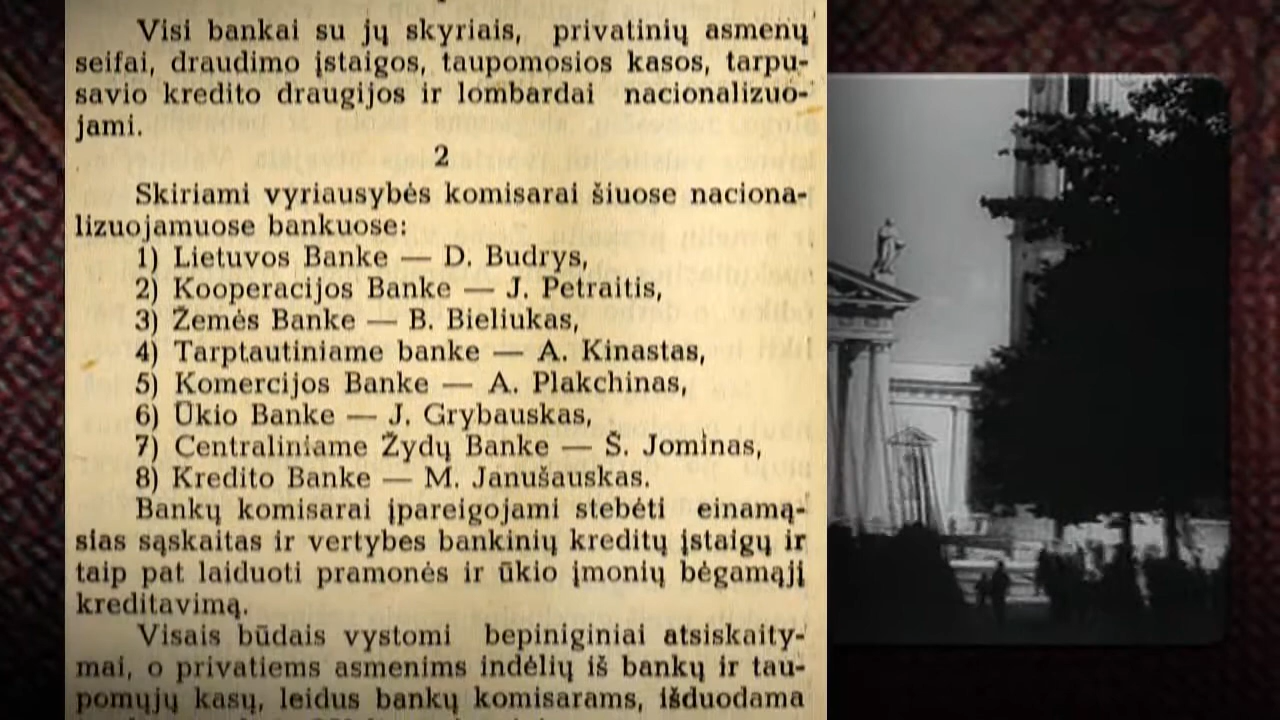 Visi bankai su jų skyriais, privatinių asmenų
seifai, draudimo įstaigos, taupomosios kasos, tarpu-
savio kredito draugijos ir lombardai nacionalizuo-
jami.
2
Skiriami vyriausybės komisarai šiuose naciona-
lizuojamuose bankuose:
1) Lietuvos Banke — D. Budrys,
2) Kooperacijos Banke — J. Petraitis,
3) Žemės Banke — B. Bieliukas,
4) Tarptautiniame banke — A. Kinastas,
5) Komercijos Banke — A. Plakchinas,
6) Ūkio Banke — J. Grybauskas,
7) Centraliniame Žydų Banke — Š. Jominas,
8) Kredito Banke — M. Janušauskas.
Bankų komisarai įpareigojami stebėti einamą-
sias sąskaitas ir vertybes bankinių kreditų įstaigų ir
taip pat laiduoti pramonės ir ūkio įmonių bėgamąjį
kreditavimą.
Visais būdais vystomi bepiniginiai atsiskaity-
mai, o privatiems asmenims indėlių iš bankų ir tau-
pomųjų kasų, leidus bankų komisarams, išduodama